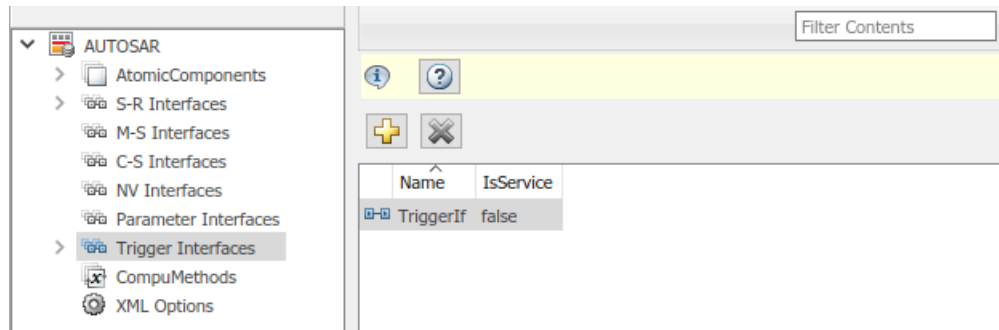 Filter Contents
AUTOSAR
AtomicComponents
S-R Interfaces
M-S Interfaces
C-S Interfaces
NV Interfaces
Parameter Interfaces
Trigger Interfaces
CompuMethods
XML Options
Name IsService
TriggerIf false